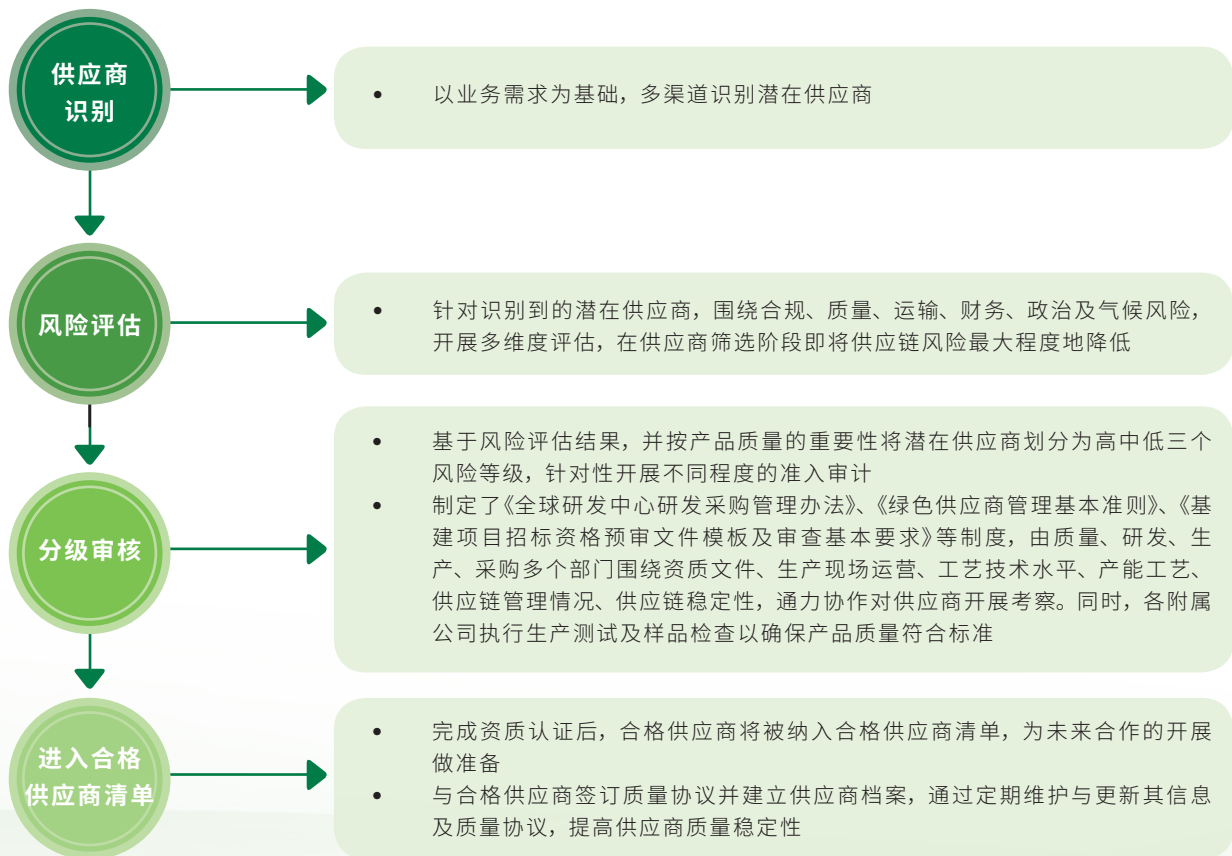 供应商
识别
• 以业务需求为基础，多渠道识别潜在供应商
风险评估
• 针对识别到的潜在供应商，围绕合规、质量、运输、财务、政治及气候风险，
开展多维度评估，在供应商筛选阶段即将供应链风险最大程度地降低
分级审核
• 基于风险评估结果，并按产品质量的重要性将潜在供应商划分为高中低三个
风险等级，针对性开展不同程度的准入审计
• 制定了《全球研发中心研发采购管理办法》、《绿色供应商管理基本准则》、《基
建项目招标资格预审文件模板及审查基本要求》等制度，由质量、研发、生
产、采购多个部门围绕资质文件、生产现场运营、工艺技术水平、产能工艺、
供应链管理情况、供应链稳定性，通力协作对供应商开展考察。同时，各附属
公司执行生产测试及样品检查以确保产品质量符合标准
进入合格
供应商清单
• 完成资质认证后，合格供应商将被纳入合格供应商清单，为未来合作的开展
做准备
• 与合格供应商签订质量协议并建立供应商档案，通过定期维护与更新其信息
及质量协议，提高供应商质量稳定性